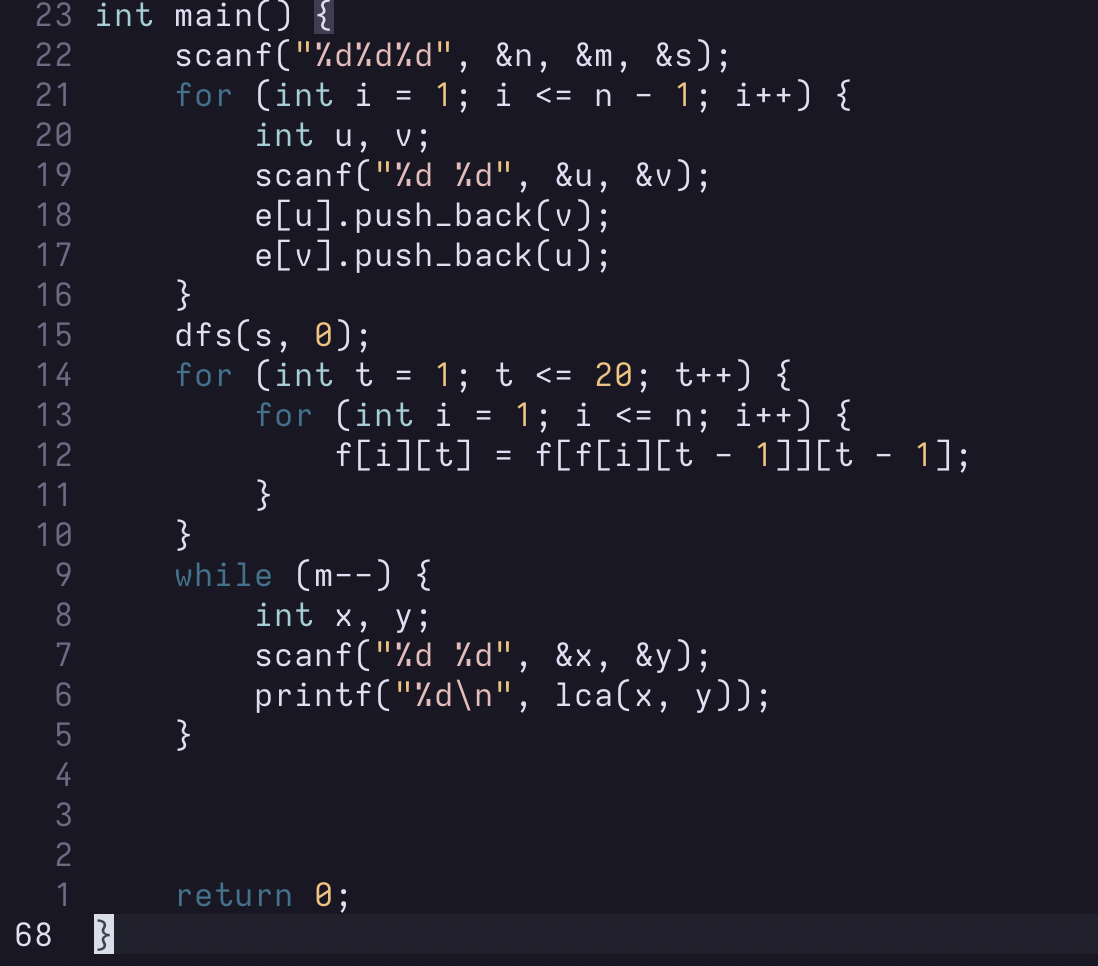 23 int main() {
22     scanf("%d%d%d", &n, &m, &s);
21     for (int i = 1; i <= n - 1; i++) {
20         int u, v;
19         scanf("%d %d", &u, &v);
18         e[u].push_back(v);
17         e[v].push_back(u);
16     }
15     dfs(s, 0);
14     for (int t = 1; t <= 20; t++) {
13         for (int i = 1; i <= n; i++) {
12             f[i][t] = f[f[i][t - 1]][t - 1];
11         }
10     }
9     while (m--) {
8         int x, y;
7         scanf("%d %d", &x, &y);
6         printf("%d\n", lca(x, y));
5     }
4
3
2
1     return 0;
68 }